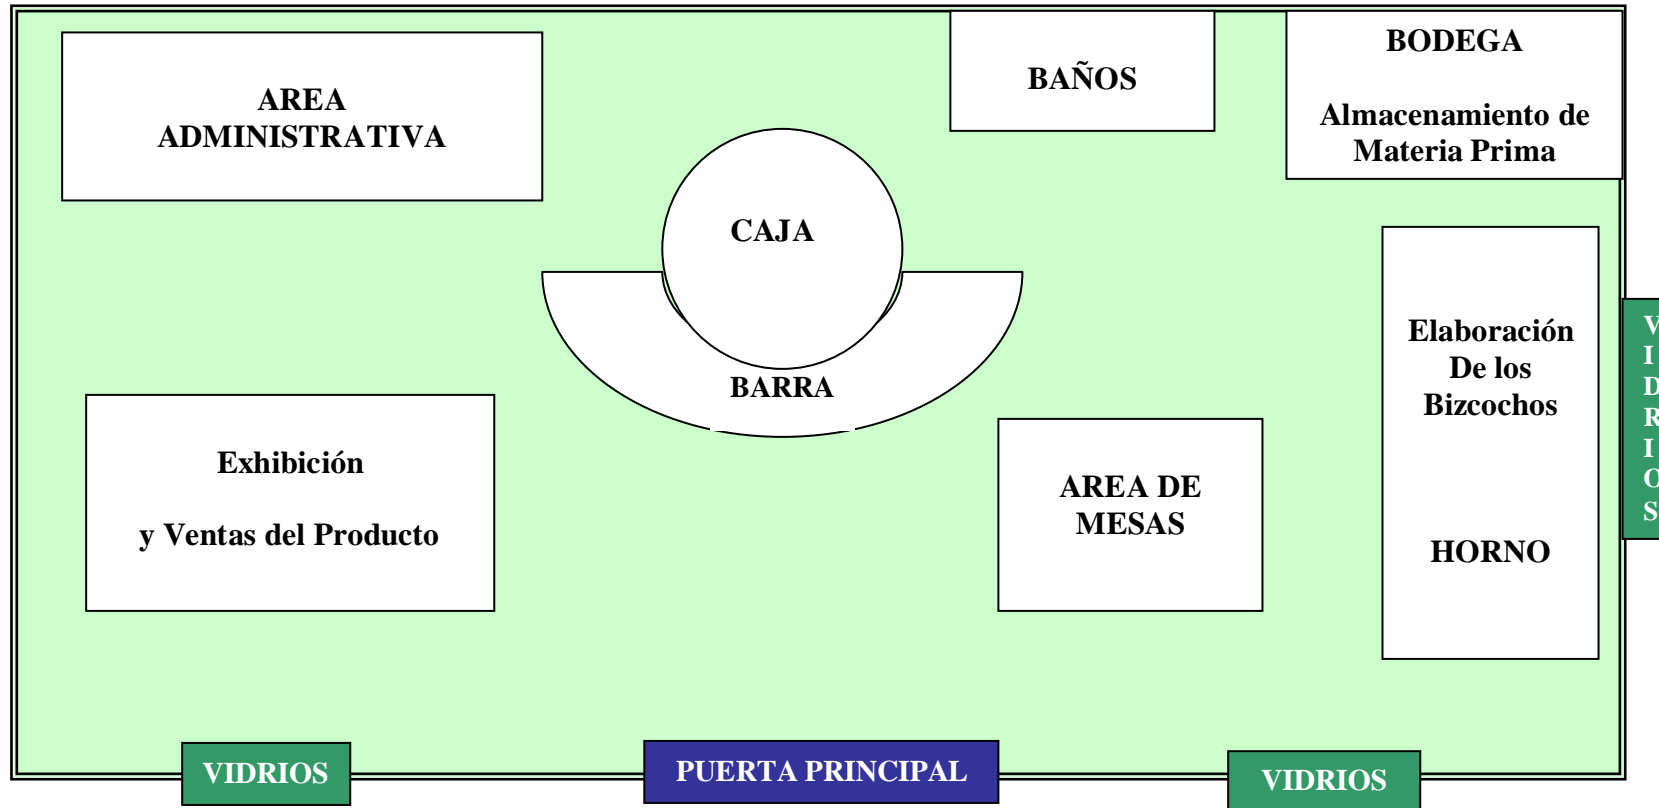 AREA
ADMINISTRATIVA
BAÑOS
BODEGA
Almacenamiento de
Materia Prima
CAJA
BARRA
Elaboración
De los
Bizcochos
HORNO
V
I
D
R
I
O
S
Exhibición
y Ventas del Producto
AREA DE
MESAS
VIDRIOS
PUERTA PRINCIPAL
VIDRIOS